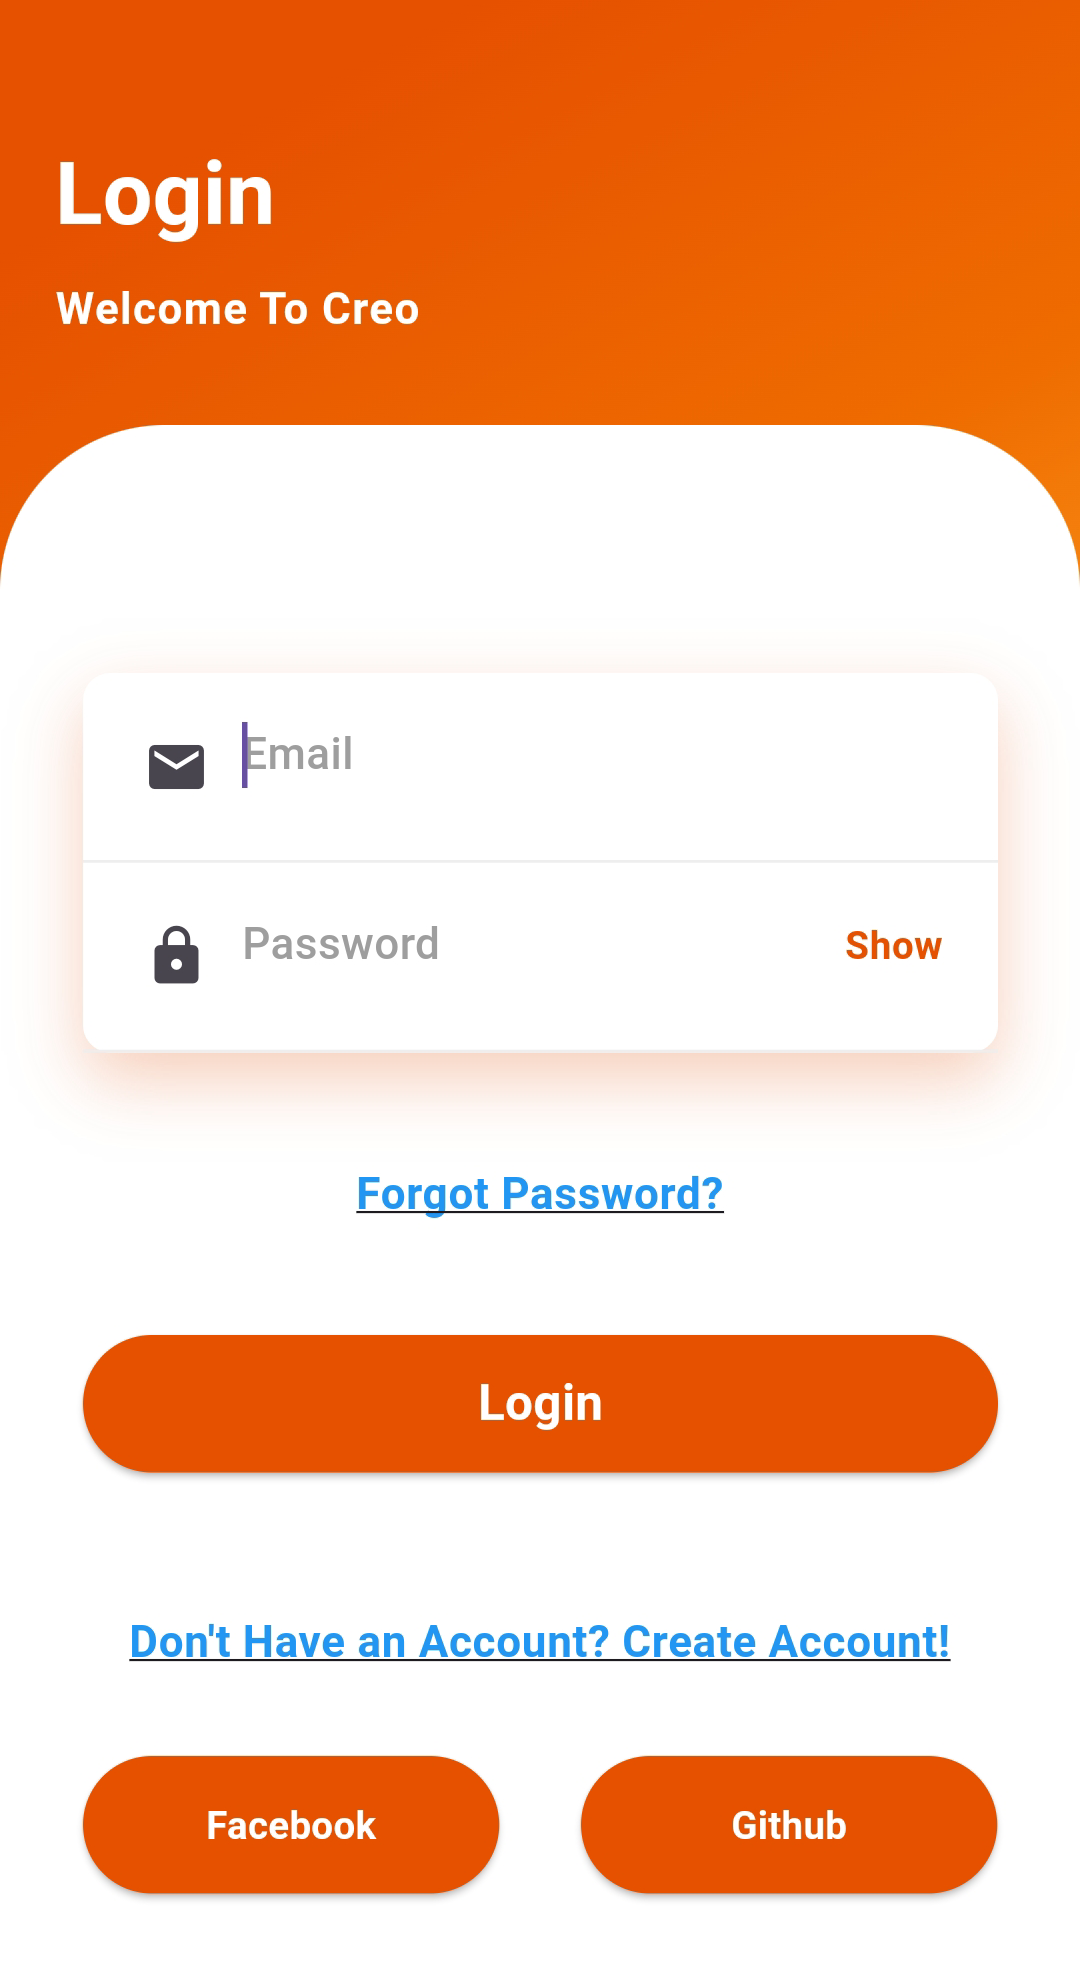 Login
Welcome To Creo
Email
Password
Show
Forgot Password?
Login
Don't Have an Account? Create Account!
Facebook
Github